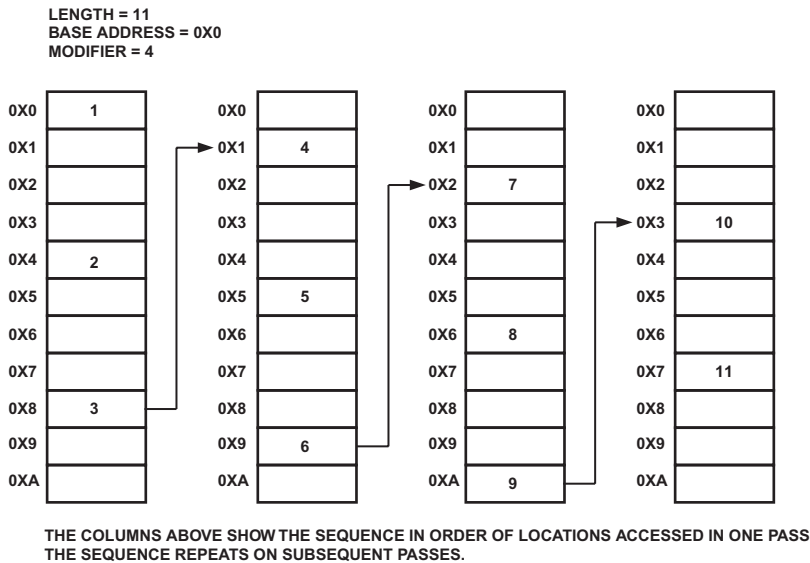 LENGTH = 11
BASE ADDRESS = 0X0
MODIFIER = 4
0X0 1 0X0 0X0 0X0
0X1 0X1 4 0X1 0X1
0X2 0X2 0X2 7 0X2
0X3 0X3 0X3 0X3 10
0X4 2 0X4 0X4 0X4
0X5 0X5 5 0X5 0X5
0X6 0X6 0X6 8 0X6
0X7 0X7 0X7 0X7 11
0X8 3 0X8 0X8 0X8
0X9 0X9 6 0X9 0X9
0XA 0XA 0XA 9 0XA
THE COLUMNS ABOVE SHOW THE SEQUENCE IN ORDER OF LOCATIONS ACCESSED IN ONE PASS
THE SEQUENCE REPEATS ON SUBSEQUENT PASSES.